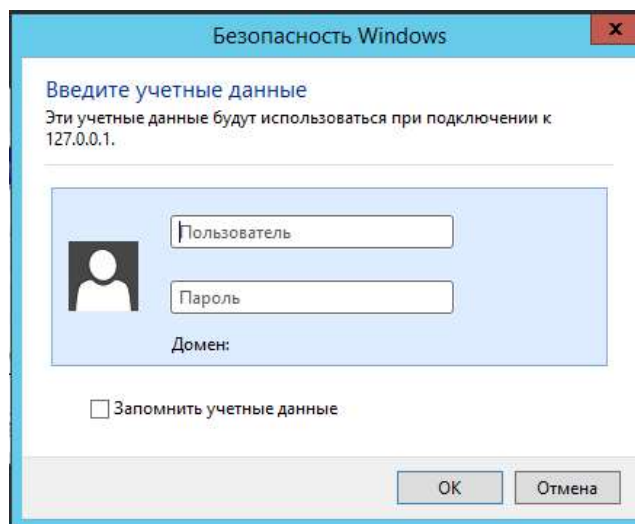 Безопасность Windows
x
Введите учетные данные
Эти учетные данные будут использоваться при подключении к
127.0.0.1.
Пользователь
Пароль
Домен:
Запомнить учетные данные
ОК
Отмена